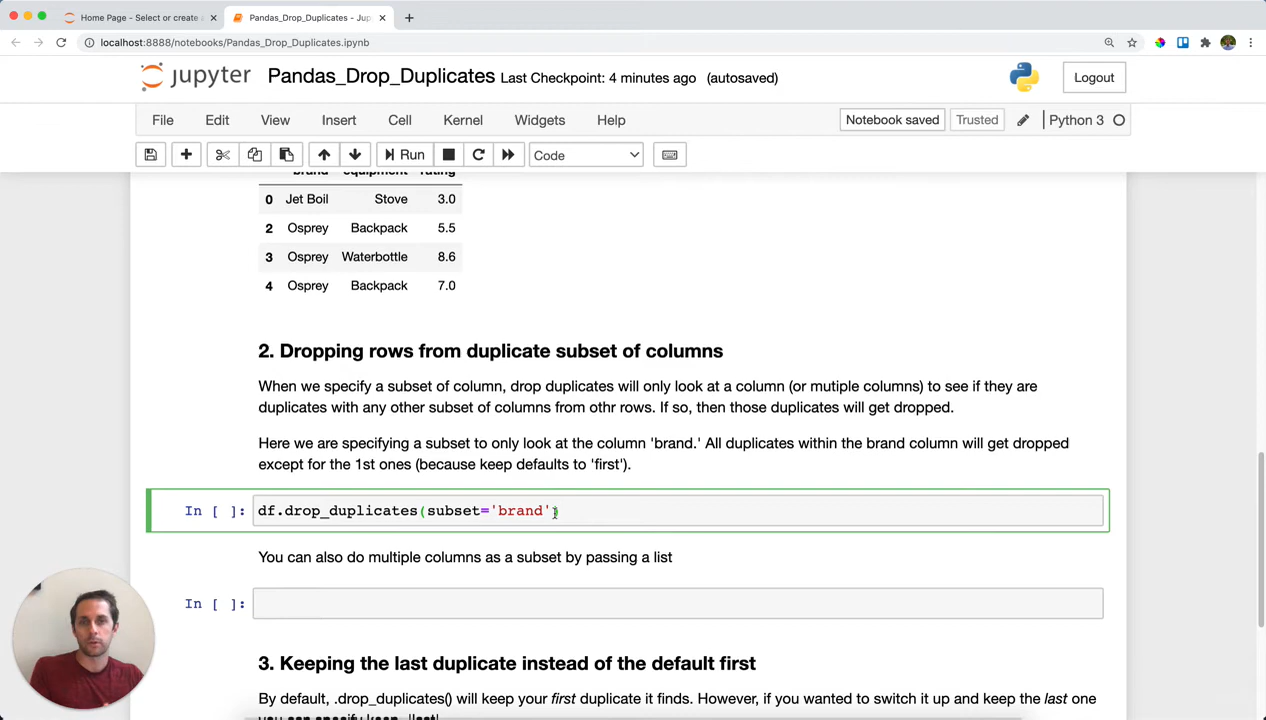 Home Page - Select or create a
Pandas_Drop_Duplicates - Jup
localhost:8888/notebooks/Pandas_Drop_Duplicates.ipynb
jupyter Pandas_Drop_Duplicates Last Checkpoint: 4 minutes ago (autosaved)
Logout
File Edit View Insert Cell Kernel Widgets Help
Notebook saved Trusted Python 3
Run Code
brand equipment rating
0 Jet Boil Stove 3.0
2 Osprey Backpack 5.5
3 Osprey Waterbottle 8.6
4 Osprey Backpack 7.0
2. Dropping rows from duplicate subset of columns
When we specify a subset of column, drop duplicates will only look at a column (or mutiple columns) to see if they are
duplicates with any other subset of columns from othr rows. If so, then those duplicates will get dropped.
Here we are specifying a subset to only look at the column 'brand.' All duplicates within the brand column will get dropped
except for the 1st ones (because keep defaults to 'first').
In [ ]: df.drop_duplicates(subset='brand')
You can also do multiple columns as a subset by passing a list
In [ ]:
3. Keeping the last duplicate instead of the default first
By default, .drop_duplicates() will keep your first duplicate it finds. However, if you wanted to switch it up and keep the last one
you can specify keep